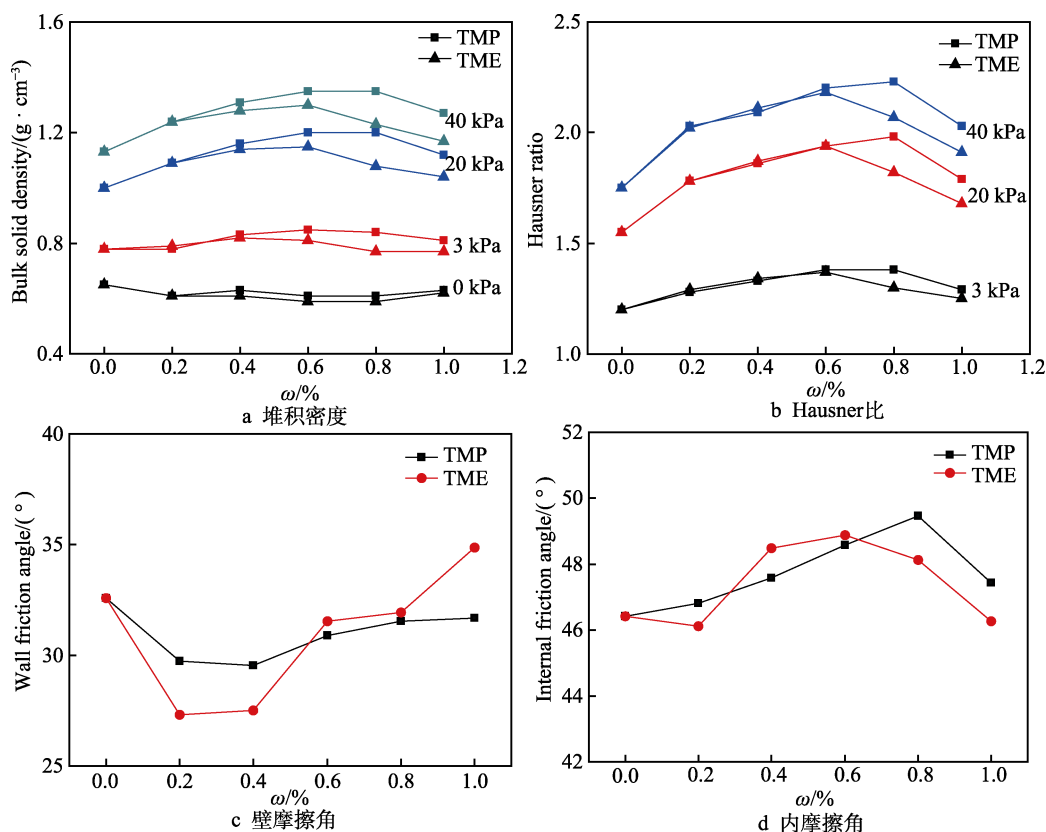 1.6
1.2
0.8
0.4
Bulk solid density/(g · cm⁻³)
TMP
TME
40 kPa
20 kPa
3 kPa
0 kPa
0.0 0.2 0.4 0.6 0.8 1.0 1.2
ω/%
a 堆积密度
2.5
2.0
1.5
1.0
Hausner ratio
TMP
TME
40 kPa
20 kPa
3 kPa
0.0 0.2 0.4 0.6 0.8 1.0 1.2
ω/%
b Hausner比
40
35
30
25
Wall friction angle/(°)
TMP
TME
0.0 0.2 0.4 0.6 0.8 1.0
ω/%
c 壁摩擦角
52
50
48
46
44
42
Internal friction angle/(°)
TMP
TME
0.0 0.2 0.4 0.6 0.8 1.0
ω/%
d 内摩擦角